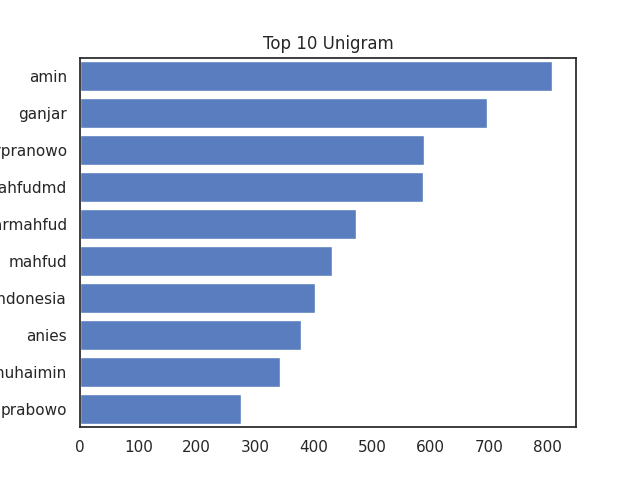 Top 10 Unigram
amin
ganjar
pranowo
ahfudmd
armahfud
mahfud
ndonesia
anies
nuhaimin
prabowo
0 100 200 300 400 500 600 700 800